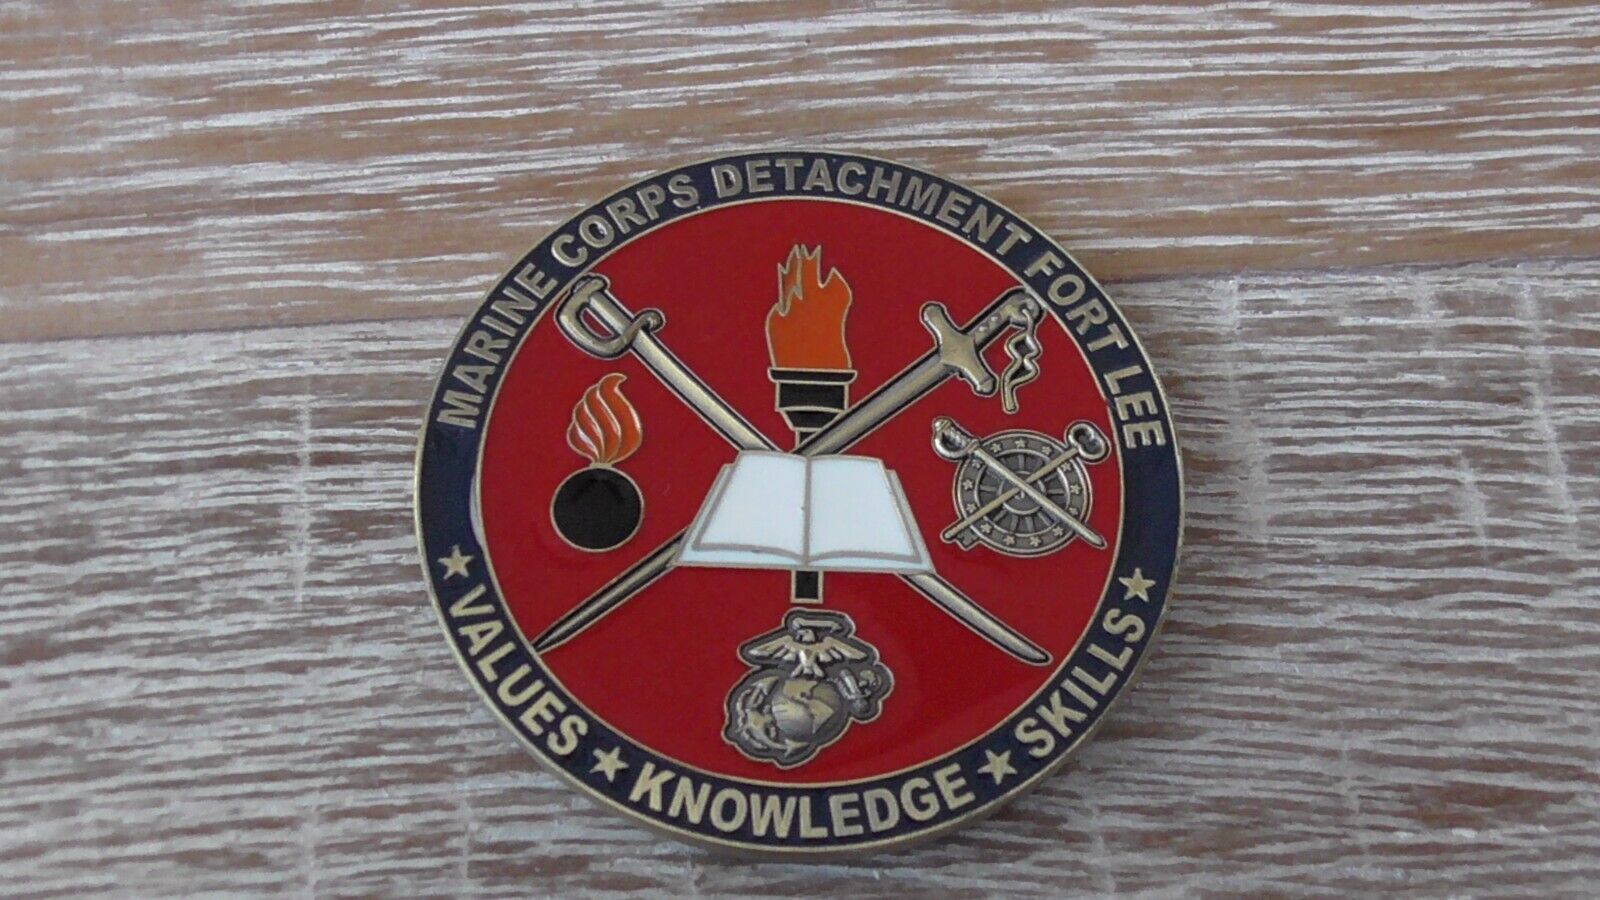 MARINE CORPS DETACHMENT FORT LEE
★ VALUES ★ KNOWLEDGE ★ SKILLS ★